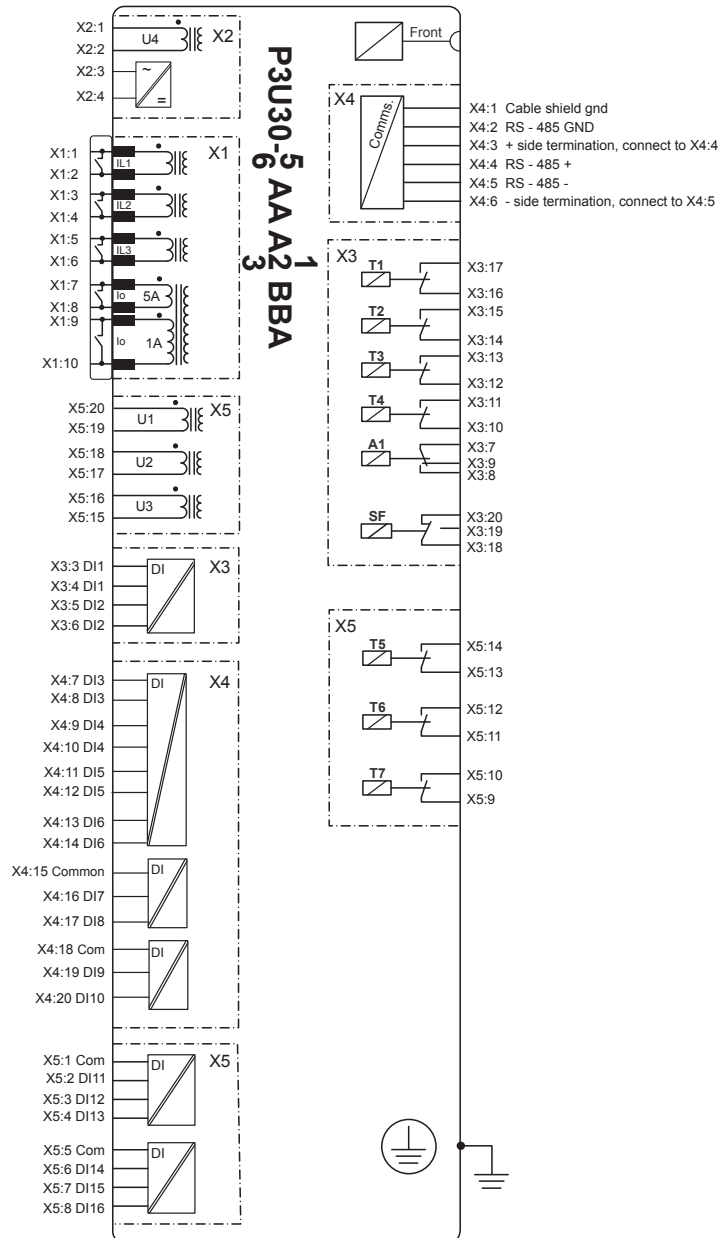 X2:1
X2:2
X2:3
X2:4
U4
X2
~
=
X1:1
X1:2
X1:3
X1:4
X1:5
X1:6
X1:7
X1:8
X1:9
X1:10
IL1
IL2
IL3
Io
5A
Io
1A
X1
X5:20
X5:19
X5:18
X5:17
X5:16
X5:15
U1
U2
U3
X5
X3:3 DI1
X3:4 DI1
X3:5 DI2
X3:6 DI2
DI
X3
X4:7 DI3
X4:8 DI3
X4:9 DI4
X4:10 DI4
X4:11 DI5
X4:12 DI5
X4:13 DI6
X4:14 DI6
DI
X4
X4:15 Common
X4:16 DI7
X4:17 DI8
DI
X4:18 Com
X4:19 DI9
X4:20 DI10
DI
X5:1 Com
X5:2 DI11
X5:3 DI12
X5:4 DI13
DI
X5
X5:5 Com
X5:6 DI14
X5:7 DI15
X5:8 DI16
DI
P3U30-5 AA A2 BBA
6
1
3
Front
X4
Comms.
X4:1 Cable shield gnd
X4:2 RS - 485 GND
X4:3 + side termination, connect to X4:4
X4:4 RS - 485 +
X4:5 RS - 485 -
X4:6 - side termination, connect to X4:5
X3
T1
X3:17
X3:16
T2
X3:15
X3:14
T3
X3:13
X3:12
T4
X3:11
X3:10
A1
X3:7
X3:9
X3:8
SF
X3:20
X3:19
X3:18
X5
T5
X5:14
X5:13
T6
X5:12
X5:11
T7
X5:10
X5:9